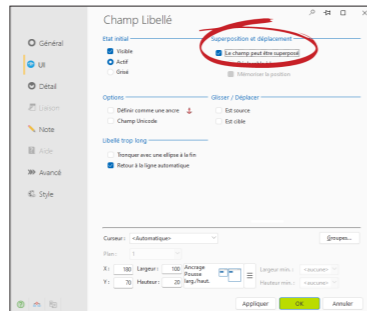 Champ Libellé
Général
UI
Détail
Liaison
Note
Aide
Avancé
Style
Etat initial
Visible
Actif
Grisé
Superposition et déplacement
Le champ peut être superposé
Mémoriser la position
Options
Définir comme une ancre
Champ Unicode
Glisser / Déplacer
Est source
Est cible
Libellé trop long
Tronquer avec une ellipse à la fin
Retour à la ligne automatique
Curseur : <Automatique>
Groupes...
Plan : 1
X : 180 Largeur : 100 Ancrage
Pousse
larg./haut.
Largeur min. : <aucune>
Y : 70 Hauteur : 20
Hauteur min. : <aucune>
Appliquer
OK
Annuler